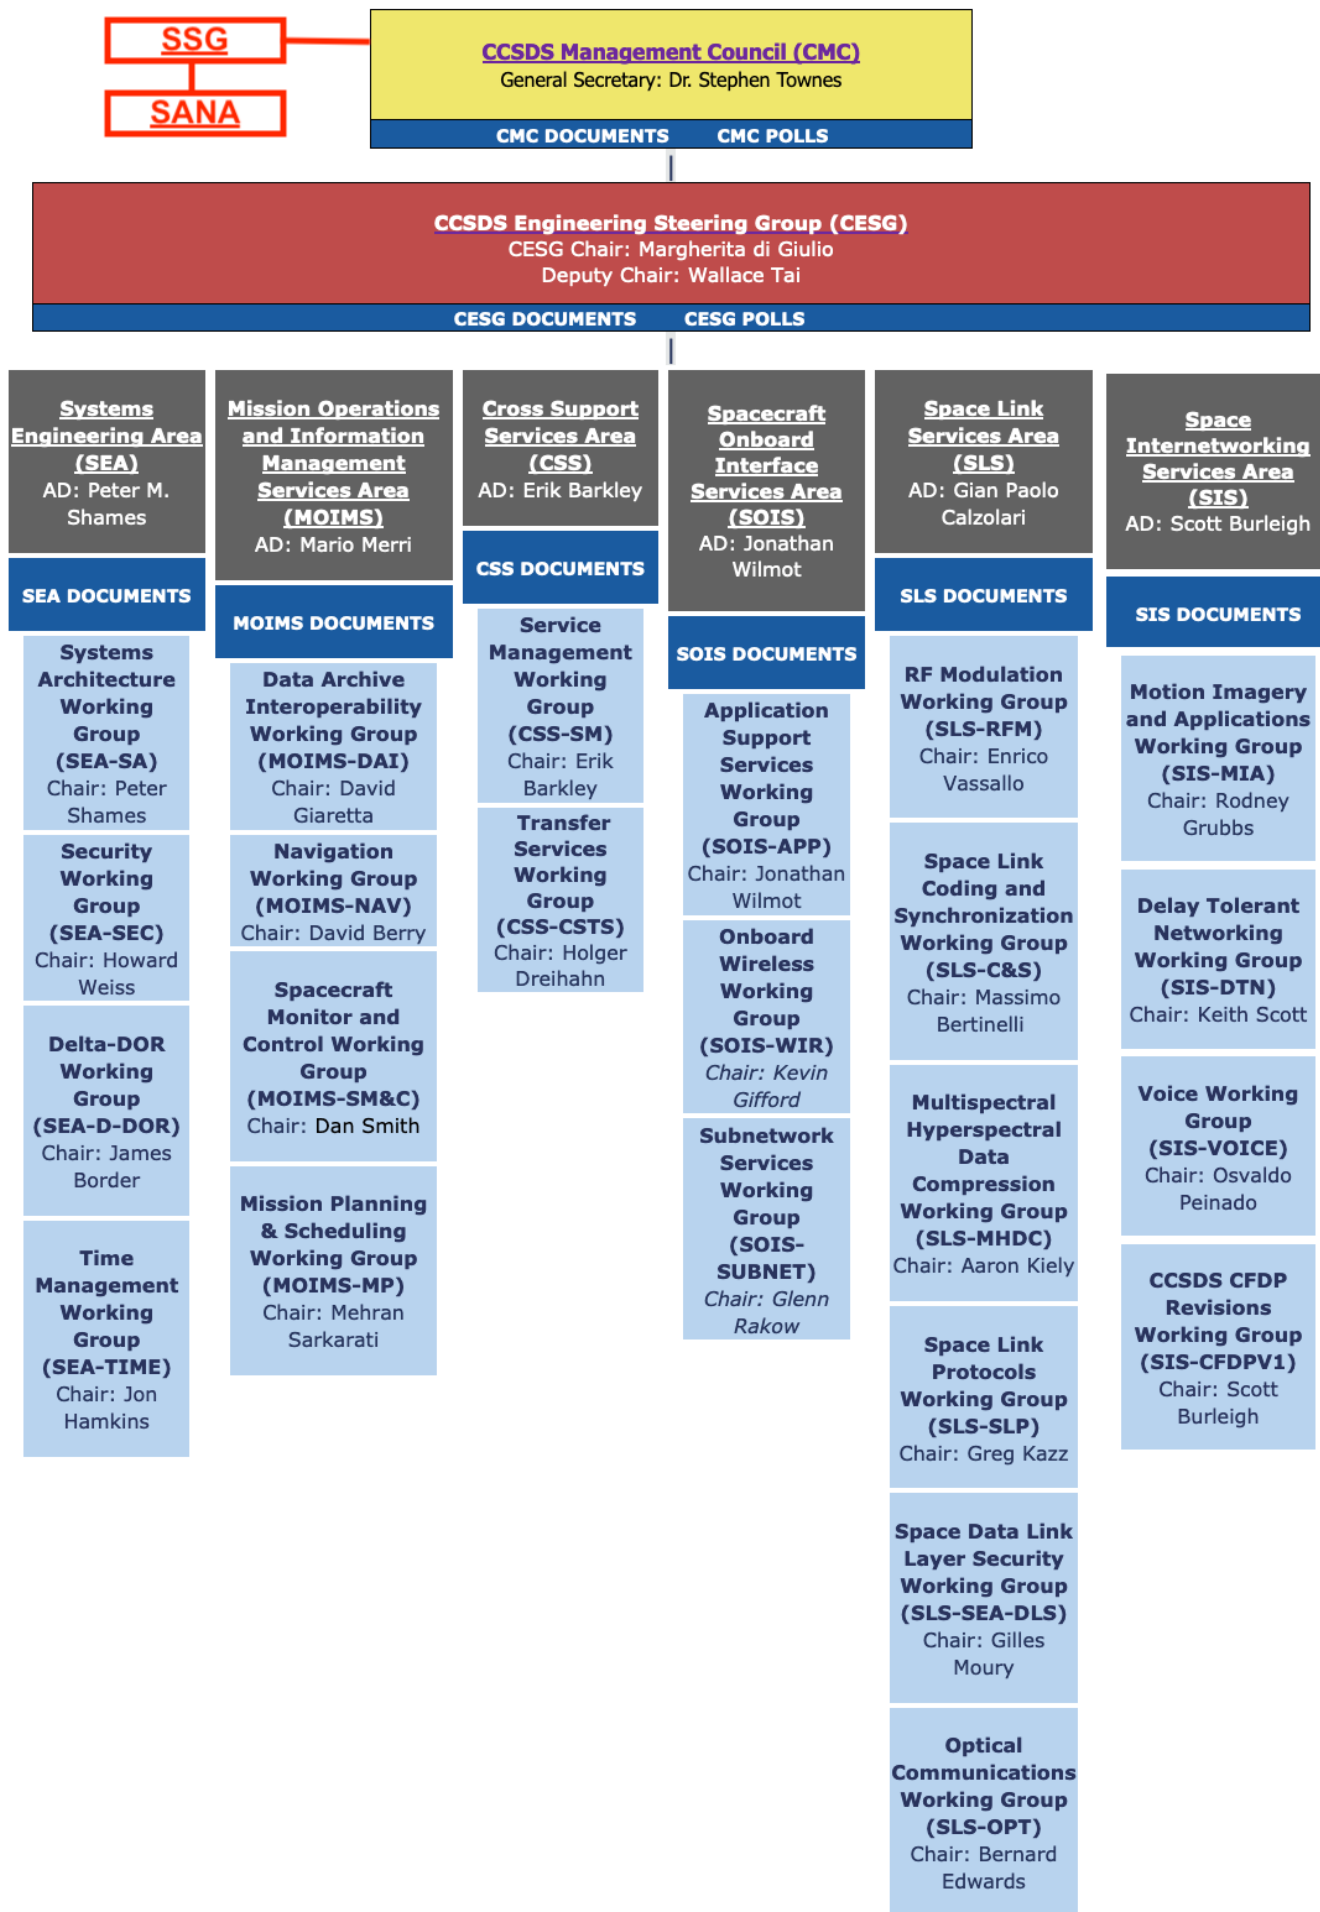 SSG
SANA
CCSDS Management Council (CMC)
General Secretary: Dr. Stephen Townes
CMC DOCUMENTS CMC POLLS
CCSDS Engineering Steering Group (CESG)
CESG Chair: Margherita di Giulio
Deputy Chair: Wallace Tai
CESG DOCUMENTS CESG POLLS
Systems
Engineering Area
(SEA)
AD: Peter M.
Shames
SEA DOCUMENTS
Systems
Architecture
Working
Group
(SEA-SA)
Chair: Peter
Shames
Security
Working
Group
(SEA-SEC)
Chair: Howard
Weiss
Delta-DOR
Working
Group
(SEA-D-DOR)
Chair: James
Border
Time
Management
Working
Group
(SEA-TIME)
Chair: Jon
Hamkins
Mission Operations
and Information
Management
Services Area
(MOIMS)
AD: Mario Merri
MOIMS DOCUMENTS
Data Archive
Interoperability
Working Group
(MOIMS-DAI)
Chair: David
Giaretta
Navigation
Working Group
(MOIMS-NAV)
Chair: David Berry
Spacecraft
Monitor and
Control Working
Group
(MOIMS-SM&C)
Chair: Dan Smith
Mission Planning
& Scheduling
Working Group
(MOIMS-MP)
Chair: Mehran
Sarkarati
Cross Support
Services Area
(CSS)
AD: Erik Barkley
CSS DOCUMENTS
Service
Management
Working
Group
(CSS-SM)
Chair: Erik
Barkley
Transfer
Services
Working
Group
(CSS-CSTS)
Chair: Holger
Dreihahn
Spacecraft
Onboard
Interface
Services Area
(SOIS)
AD: Jonathan
Wilmot
SOIS DOCUMENTS
Application
Support
Services
Working
Group
(SOIS-APP)
Chair: Jonathan
Wilmot
Onboard
Wireless
Working
Group
(SOIS-WIR)
Chair: Kevin
Gifford
Subnetwork
Services
Working
Group
(SOIS-
SUBNET)
Chair: Glenn
Rakow
Space Link
Services Area
(SLS)
AD: Gian Paolo
Calzolari
SLS DOCUMENTS
RF Modulation
Working Group
(SLS-RFM)
Chair: Enrico
Vassallo
Space Link
Coding and
Synchronization
Working Group
(SLS-C&S)
Chair: Massimo
Bertinelli
Multispectral
Hyperspectral
Data
Compression
Working Group
(SLS-MHDC)
Chair: Aaron Kiely
Space Link
Protocols
Working Group
(SLS-SLP)
Chair: Greg Kazz
Space Data Link
Layer Security
Working Group
(SLS-SEA-DLS)
Chair: Gilles
Moury
Optical
Communications
Working Group
(SLS-OPT)
Chair: Bernard
Edwards
Space
Internetworking
Services Area
(SIS)
AD: Scott Burleigh
SIS DOCUMENTS
Motion Imagery
and Applications
Working Group
(SIS-MIA)
Chair: Rodney
Grubbs
Delay Tolerant
Networking
Working Group
(SIS-DTN)
Chair: Keith Scott
Voice Working
Group
(SIS-VOICE)
Chair: Osvaldo
Peinado
CCSDS CFDP
Revisions
Working Group
(SIS-CFDPV1)
Chair: Scott
Burleigh